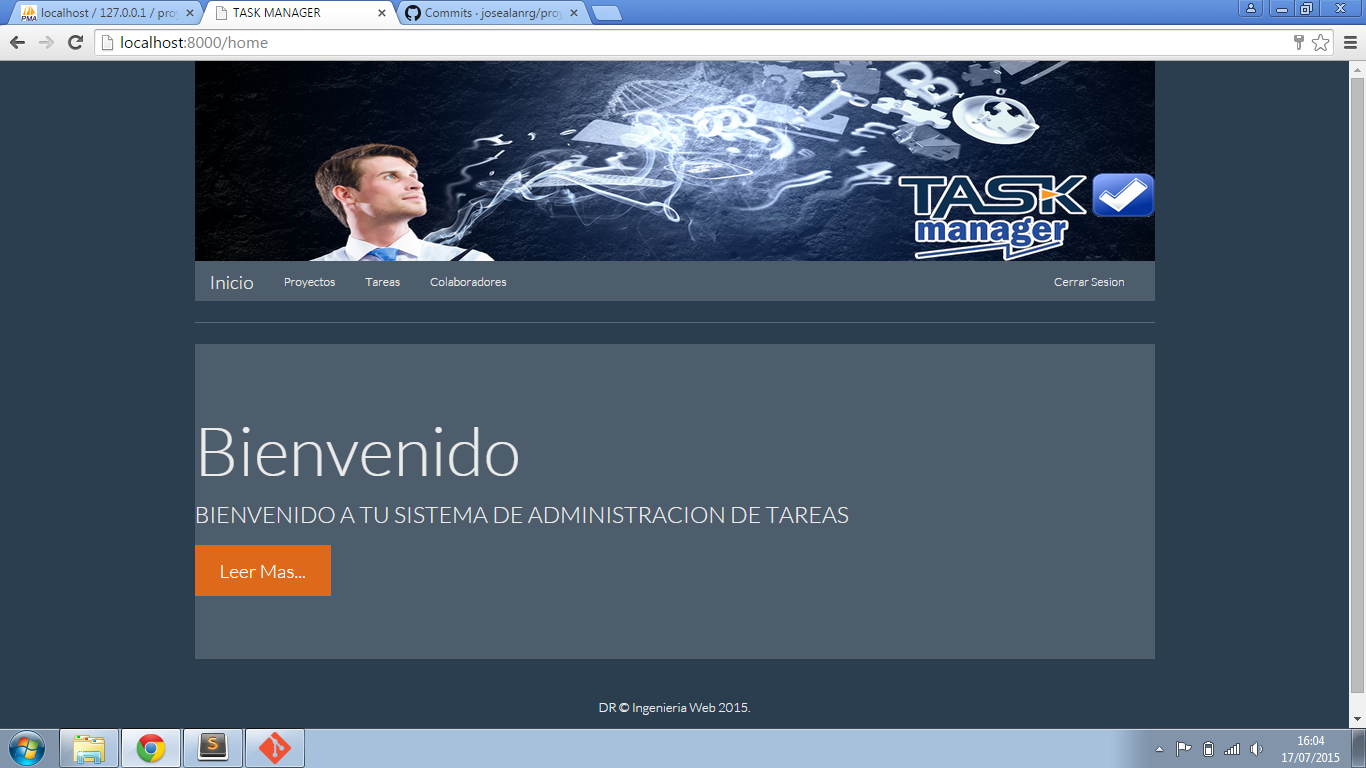 localhost / 127.0.0.1 / pro
TASK MANAGER
Commits · josealanrg/pro
localhost:8000/home
TASK
manager
Inicio
Proyectos
Tareas
Colaboradores
Cerrar Sesion
Bienvenido
BIENVENIDO A TU SISTEMA DE ADMINISTRACION DE TAREAS
Leer Mas...
DR © Ingenieria Web 2015.
16:04
17/07/2015